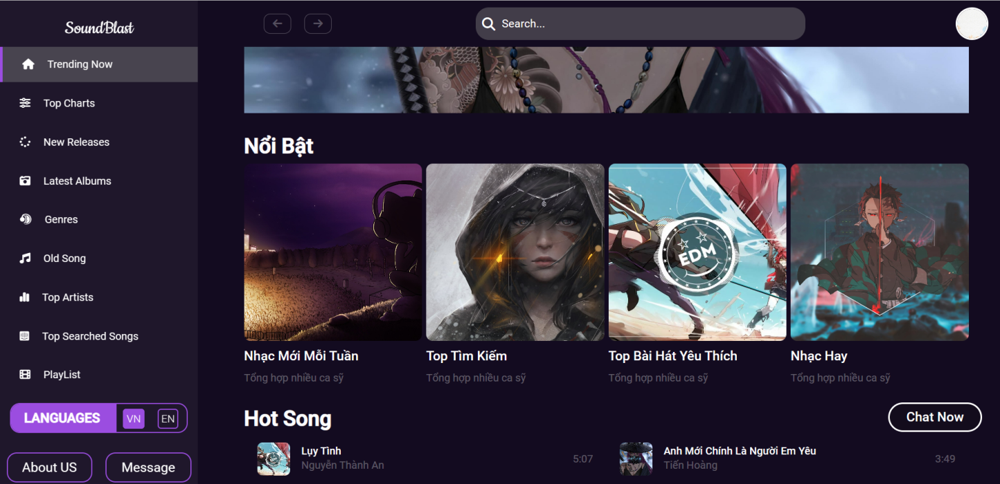 SoundBlast
Search...
Trending Now
Top Charts
New Releases
Latest Albums
Genres
Old Song
Top Artists
Top Searched Songs
PlayList
LANGUAGES VN EN
About US Message
Nổi Bật
EDM
Nhạc Mới Mỗi Tuần
Tổng hợp nhiều ca sỹ
Top Tìm Kiếm
Tổng hợp nhiều ca sỹ
Top Bài Hát Yêu Thích
Tổng hợp nhiều ca sỹ
Nhạc Hay
Tổng hợp nhiều ca sỹ
Hot Song
Chat Now
Lụy Tình
Nguyễn Thành An
5:07
EDM
Anh Mới Chính Là Người Em Yêu
Tiến Hoàng
3:49